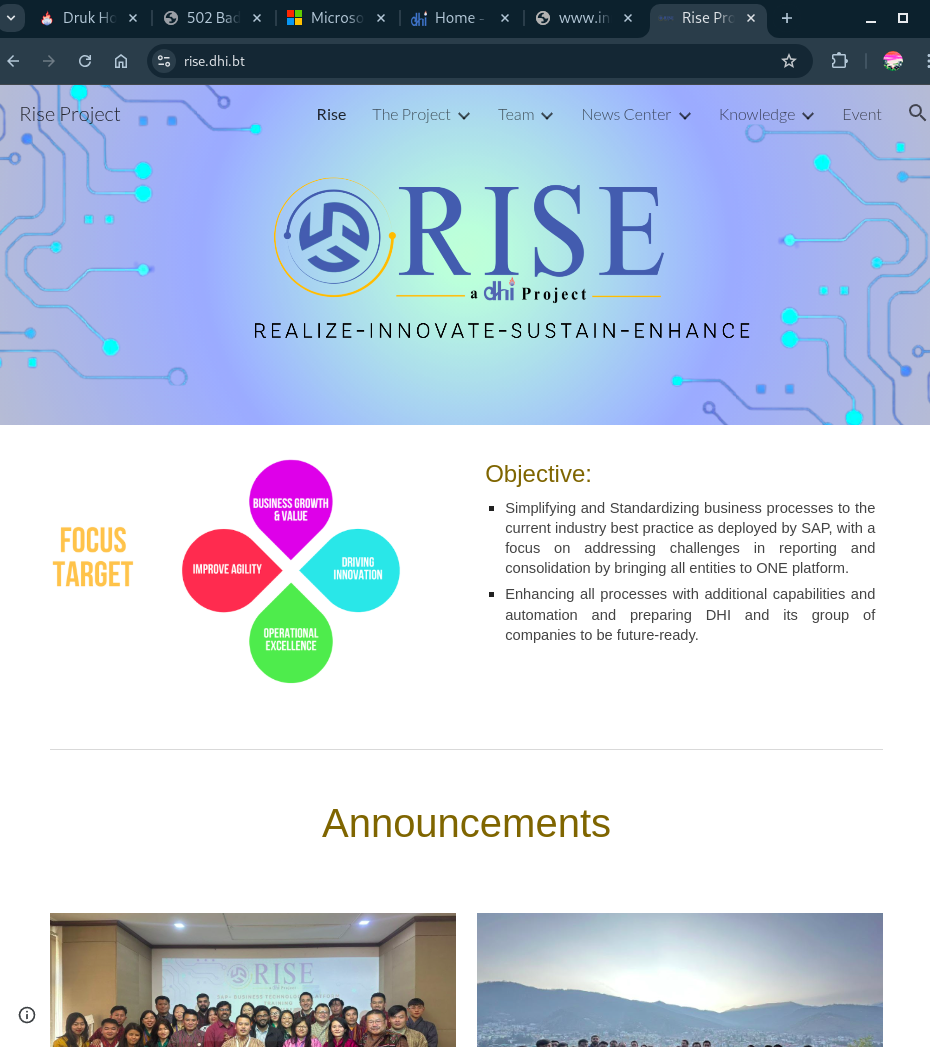 Druk Ho
502 Bad
Microso
Home -
www.in
Rise Pro
rise.dhi.bt
Rise Project
Rise
The Project
Team
News Center
Knowledge
Event
RISE
a dhi Project
REALIZE-INNOVATE-SUSTAIN-ENHANCE
FOCUS
TARGET
BUSINESS GROWTH
& VALUE
IMPROVE AGILITY
DRIVING
INNOVATION
OPERATIONAL
EXCELLENCE
Objective:
Simplifying and Standardizing business processes to the
current industry best practice as deployed by SAP, with a
focus on addressing challenges in reporting and
consolidation by bringing all entities to ONE platform.
Enhancing all processes with additional capabilities and
automation and preparing DHI and its group of
companies to be future-ready.
Announcements
RISE